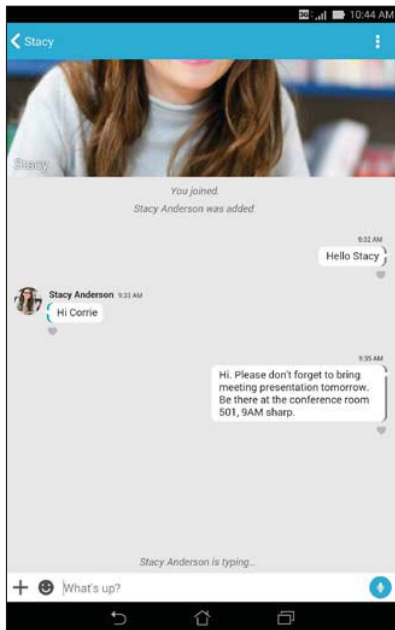 3G 10:44 AM
Stacy
Stacy
You joined.
Stacy Anderson was added.
9:32 AM
Hello Stacy
Stacy Anderson 9:33 AM
Hi Corrie
9:35 AM
Hi. Please don't forget to bring
meeting presentation tomorrow.
Be there at the conference room
501, 9AM sharp.
Stacy Anderson is typing...
What's up?